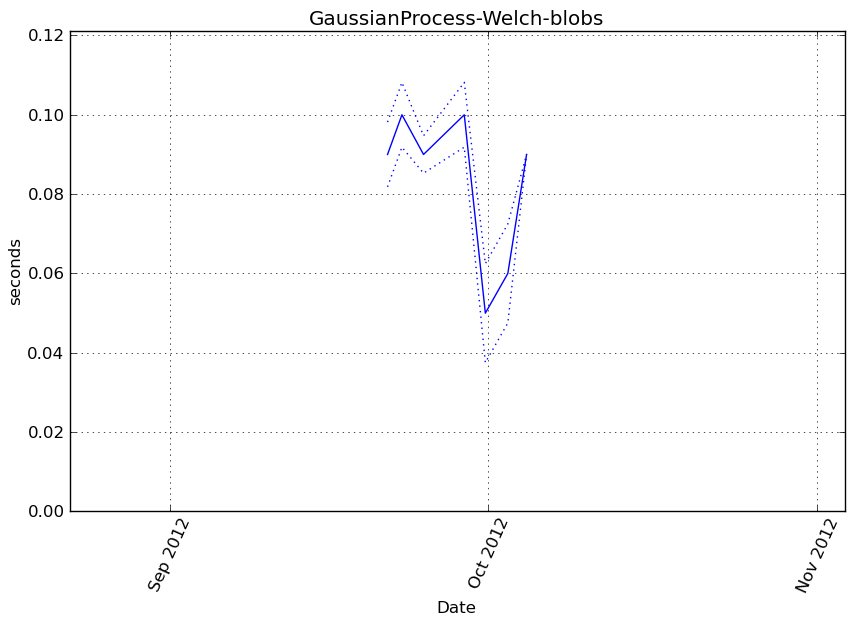 GaussianProcess-Welch-blobs
0.12
0.10
0.08
0.06
0.04
0.02
0.00
seconds
Sep 2012
Oct 2012
Nov 2012
Date